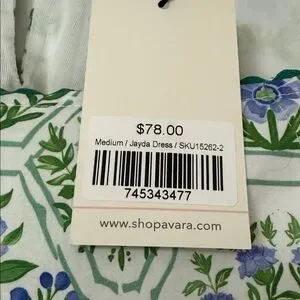 $78.00
Medium / Jayda Dress / SKU15262-2
745343477
www.shopavara.com